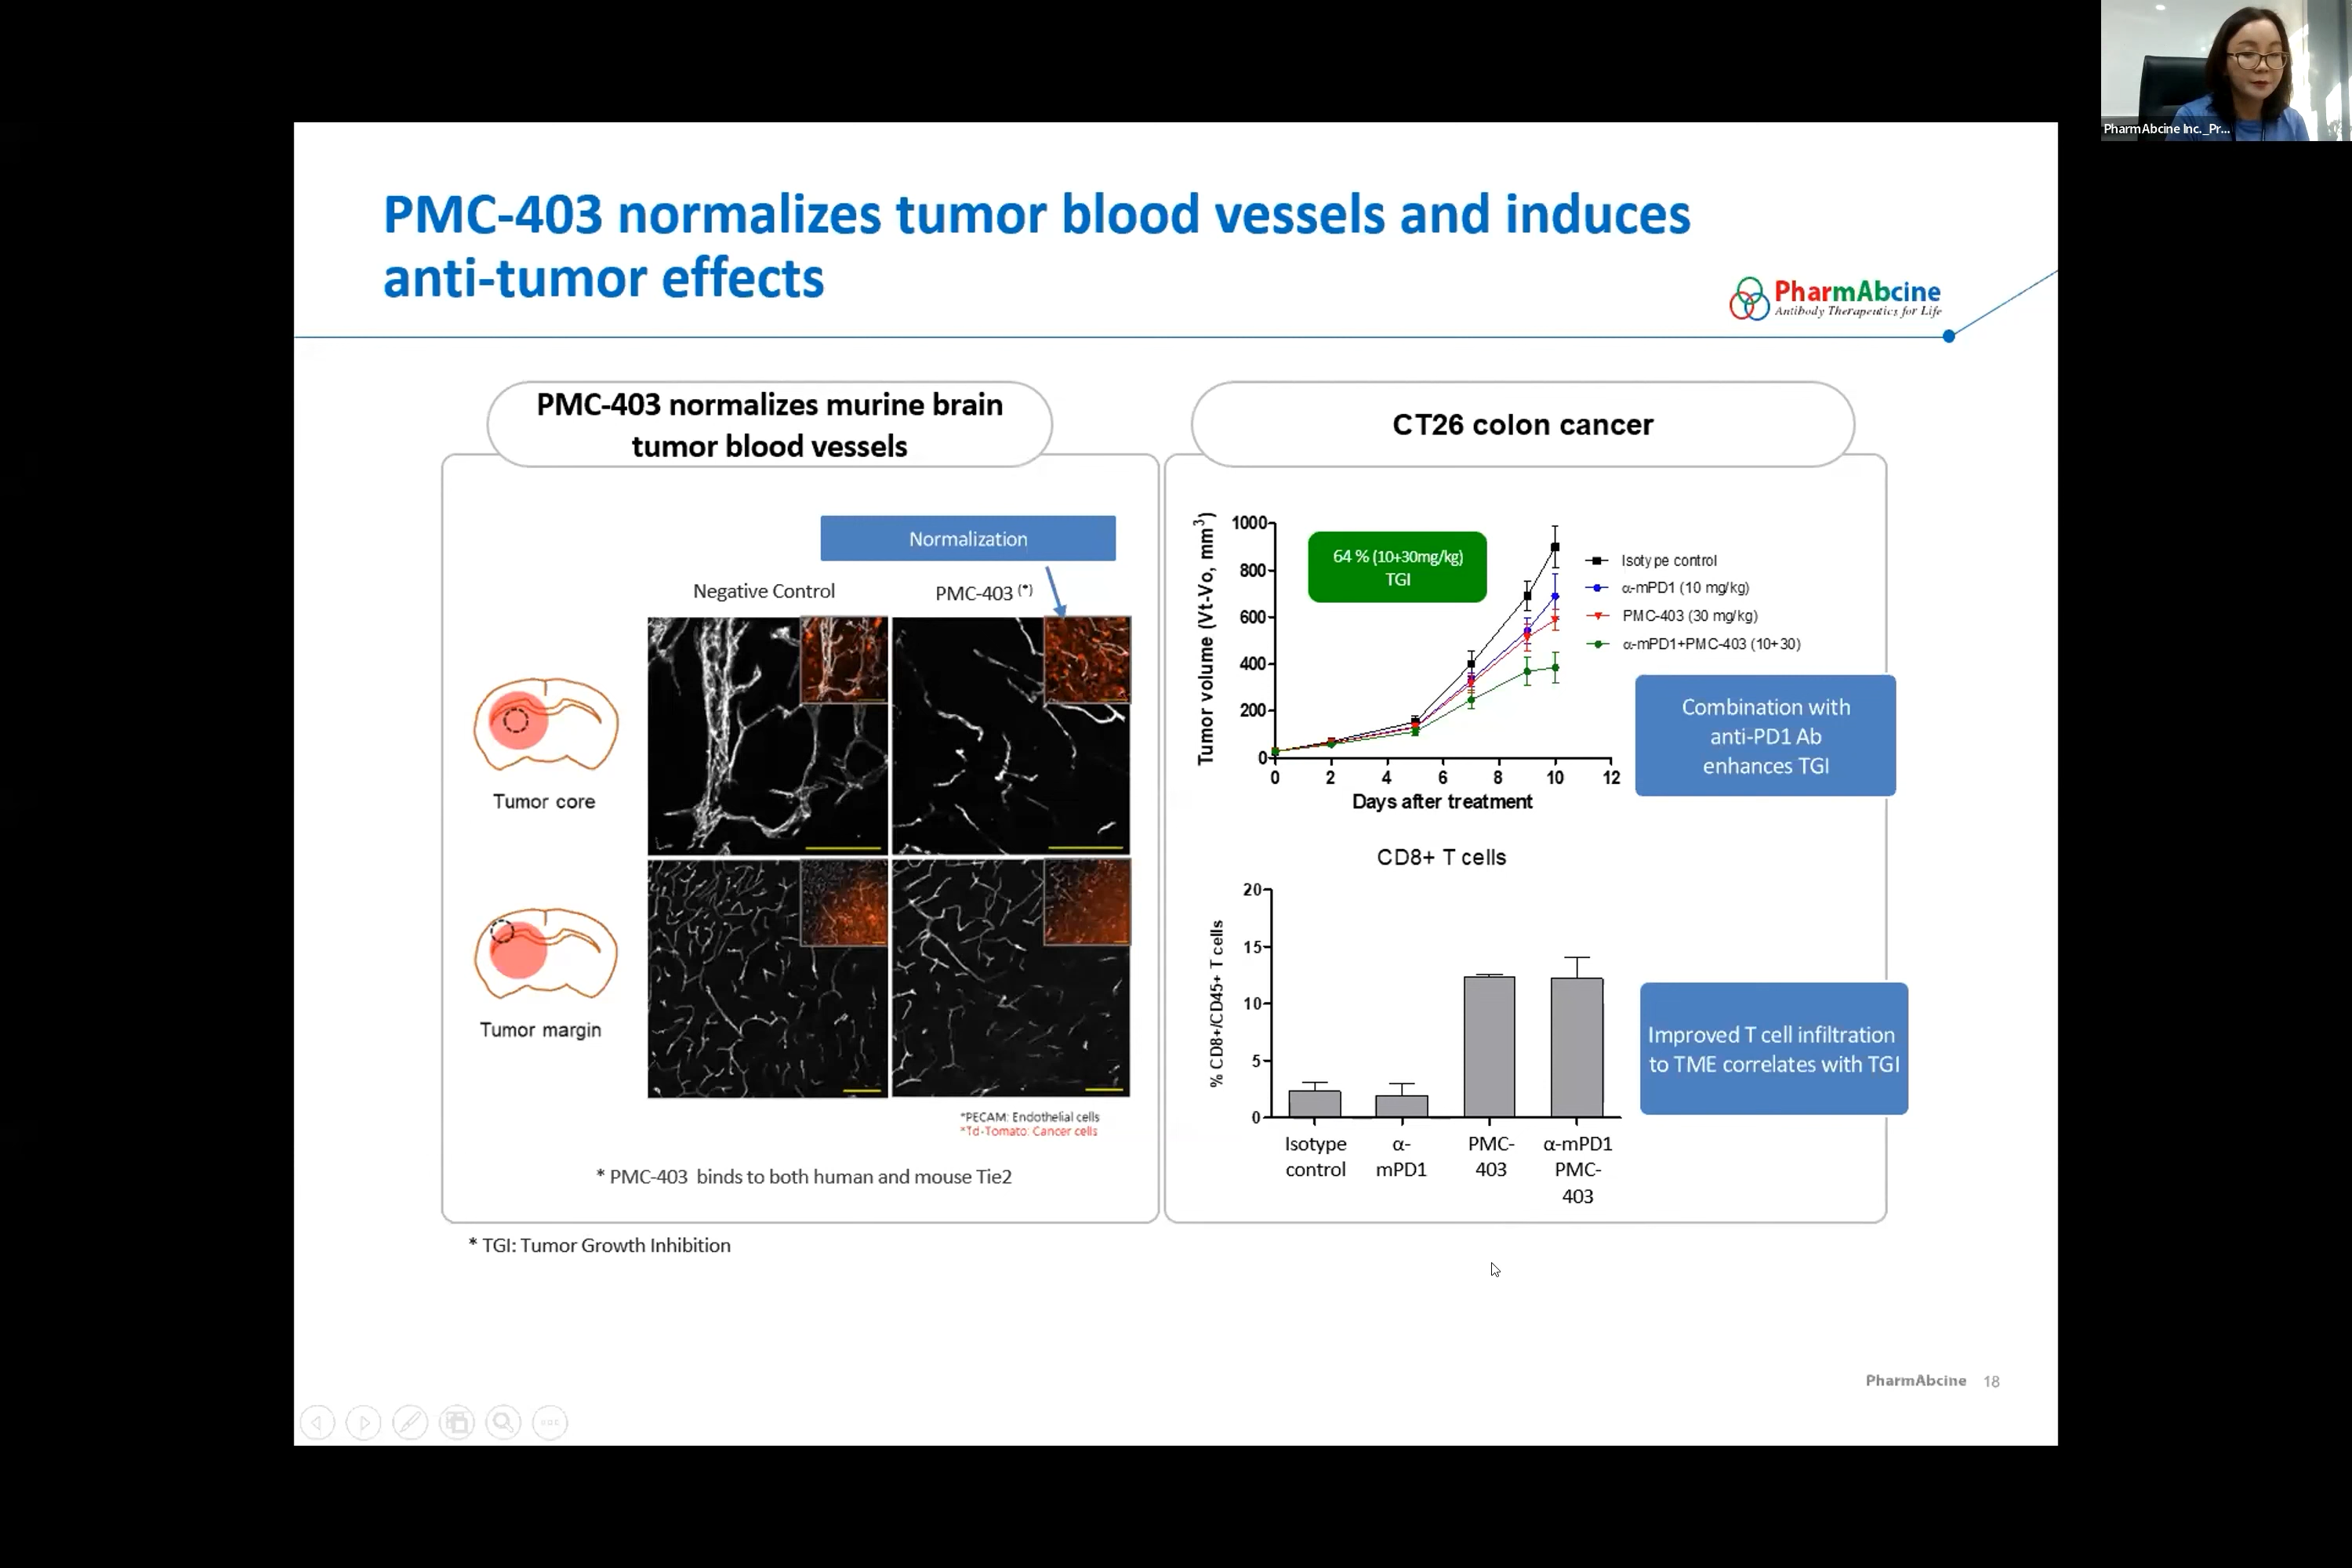 PharmAbcine Inc._Pr...
PMC-403 normalizes tumor blood vessels and induces
anti-tumor effects
PharmAbcine
Antibody Therapeutics for Life
PMC-403 normalizes murine brain
tumor blood vessels
Normalization
Negative Control
PMC-403 (*)
Tumor core
Tumor margin
*PECAM: Endothelial cells
*Td-Tomato: Cancer cells
* PMC-403 binds to both human and mouse Tie2
CT26 colon cancer
Tumor volume (Vt-Vo, mm3)
1000
800
600
400
200
0
64 % (10+30mg/kg)
TGI
Isotype control
α-mPD1 (10 mg/kg)
PMC-403 (30 mg/kg)
α-mPD1+PMC-403 (10+30)
0 2 4 6 8 10 12
Days after treatment
Combination with
anti-PD1 Ab
enhances TGI
CD8+ T cells
% CD8+/CD45+ T cells
20
15
10
5
0
Isotype
control
α-
mPD1
PMC-
403
α-mPD1
PMC-
403
Improved T cell infiltration
to TME correlates with TGI
* TGI: Tumor Growth Inhibition
PharmAbcine 18